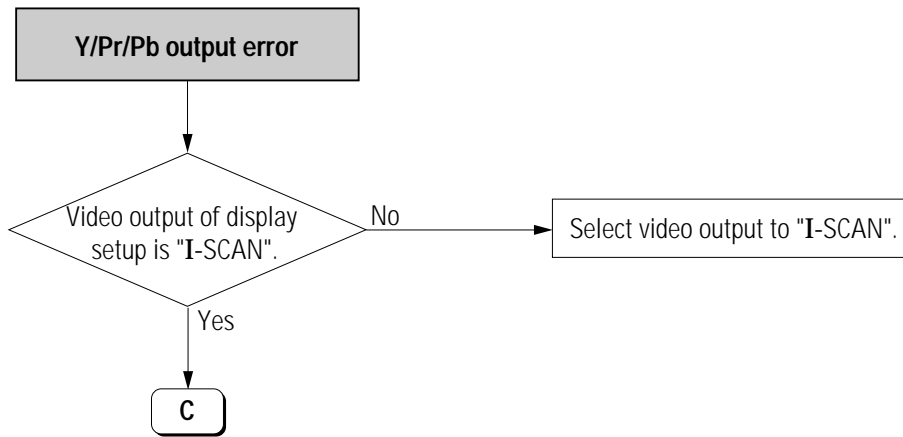 Y/Pr/Pb output error
Video output of display
setup is "I-SCAN".
No
Select video output to "I-SCAN".
Yes
C